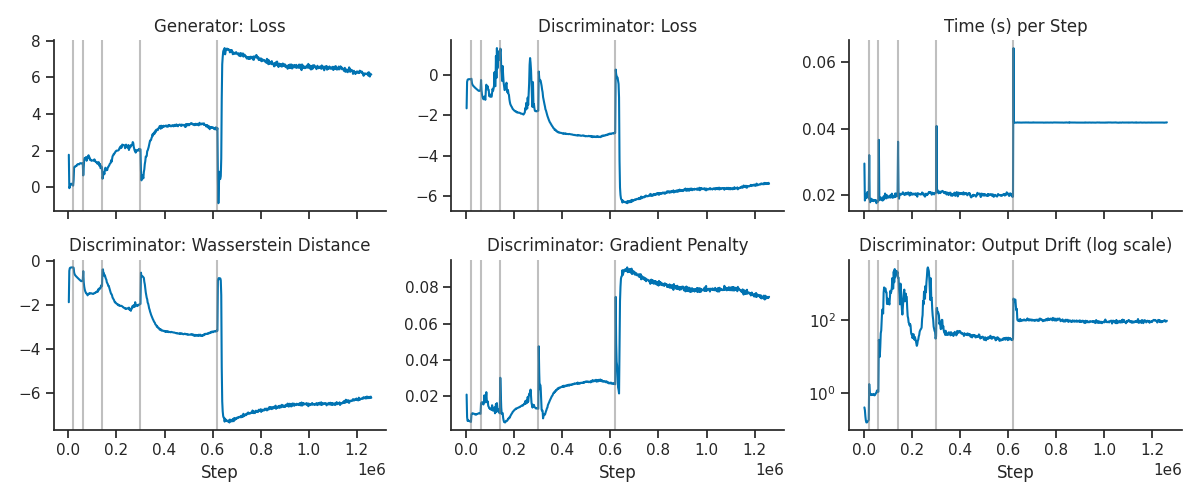 Generator: Loss
8
6
4
2
0
Discriminator: Loss
0
−2
−4
−6
Time (s) per Step
0.06
0.04
0.02
Discriminator: Wasserstein Distance
0
−2
−4
−6
0.0 0.2 0.4 0.6 0.8 1.0 1.2
1e6
Step
Discriminator: Gradient Penalty
0.08
0.06
0.04
0.02
0.0 0.2 0.4 0.6 0.8 1.0 1.2
1e6
Step
Discriminator: Output Drift (log scale)
10²
10⁰
0.0 0.2 0.4 0.6 0.8 1.0 1.2
1e6
Step